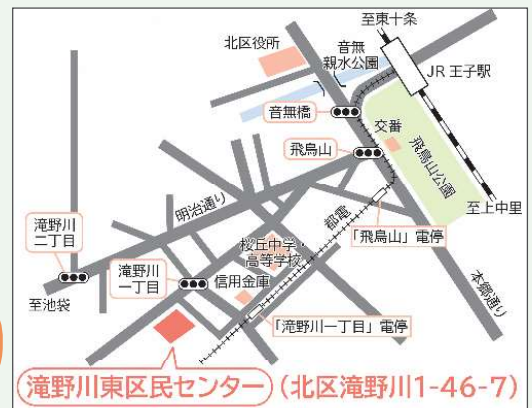 至東十条
北区役所
音無
親水公園
JR 王子駅
音無橋
交番
飛鳥山
飛鳥山公園
明治通り
都電
至上中里
滝野川
二丁目
「飛鳥山」電停
桜丘中学・
高等学校
滝野川
一丁目
信用金庫
本郷通り
至池袋
「滝野川一丁目」電停
滝野川東区民センター(北区滝野川1-46-7)